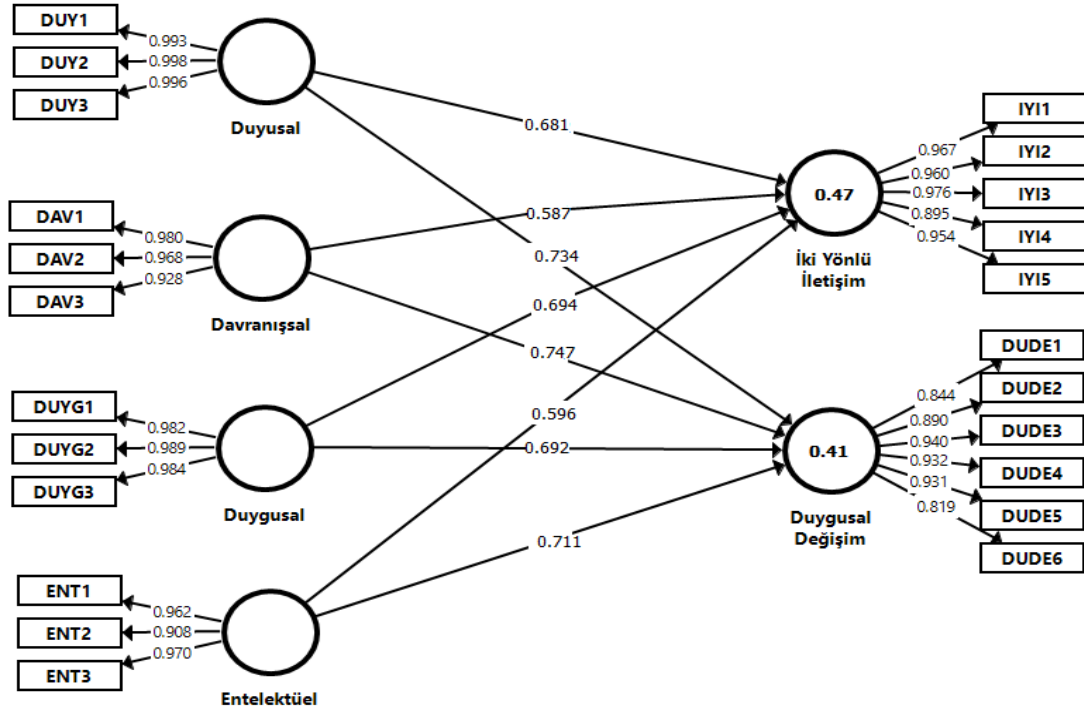 DUY1
DUY2
DUY3
0.993
0.998
0.996
Duyusal
DAV1
DAV2
DAV3
0.980
0.968
0.928
Davranışsal
DUYG1
DUYG2
DUYG3
0.982
0.989
0.984
Duygusal
ENT1
ENT2
ENT3
0.962
0.908
0.970
Entelektüel
0.681
0.587
0.734
0.694
0.747
0.596
0.692
0.711
0.47
İki Yönlü
İletişim
0.967
0.960
0.976
0.895
0.954
IYI1
IYI2
IYI3
IYI4
IYI5
0.41
Duygusal
Değişim
0.844
0.890
0.940
0.932
0.931
0.819
DUDE1
DUDE2
DUDE3
DUDE4
DUDE5
DUDE6